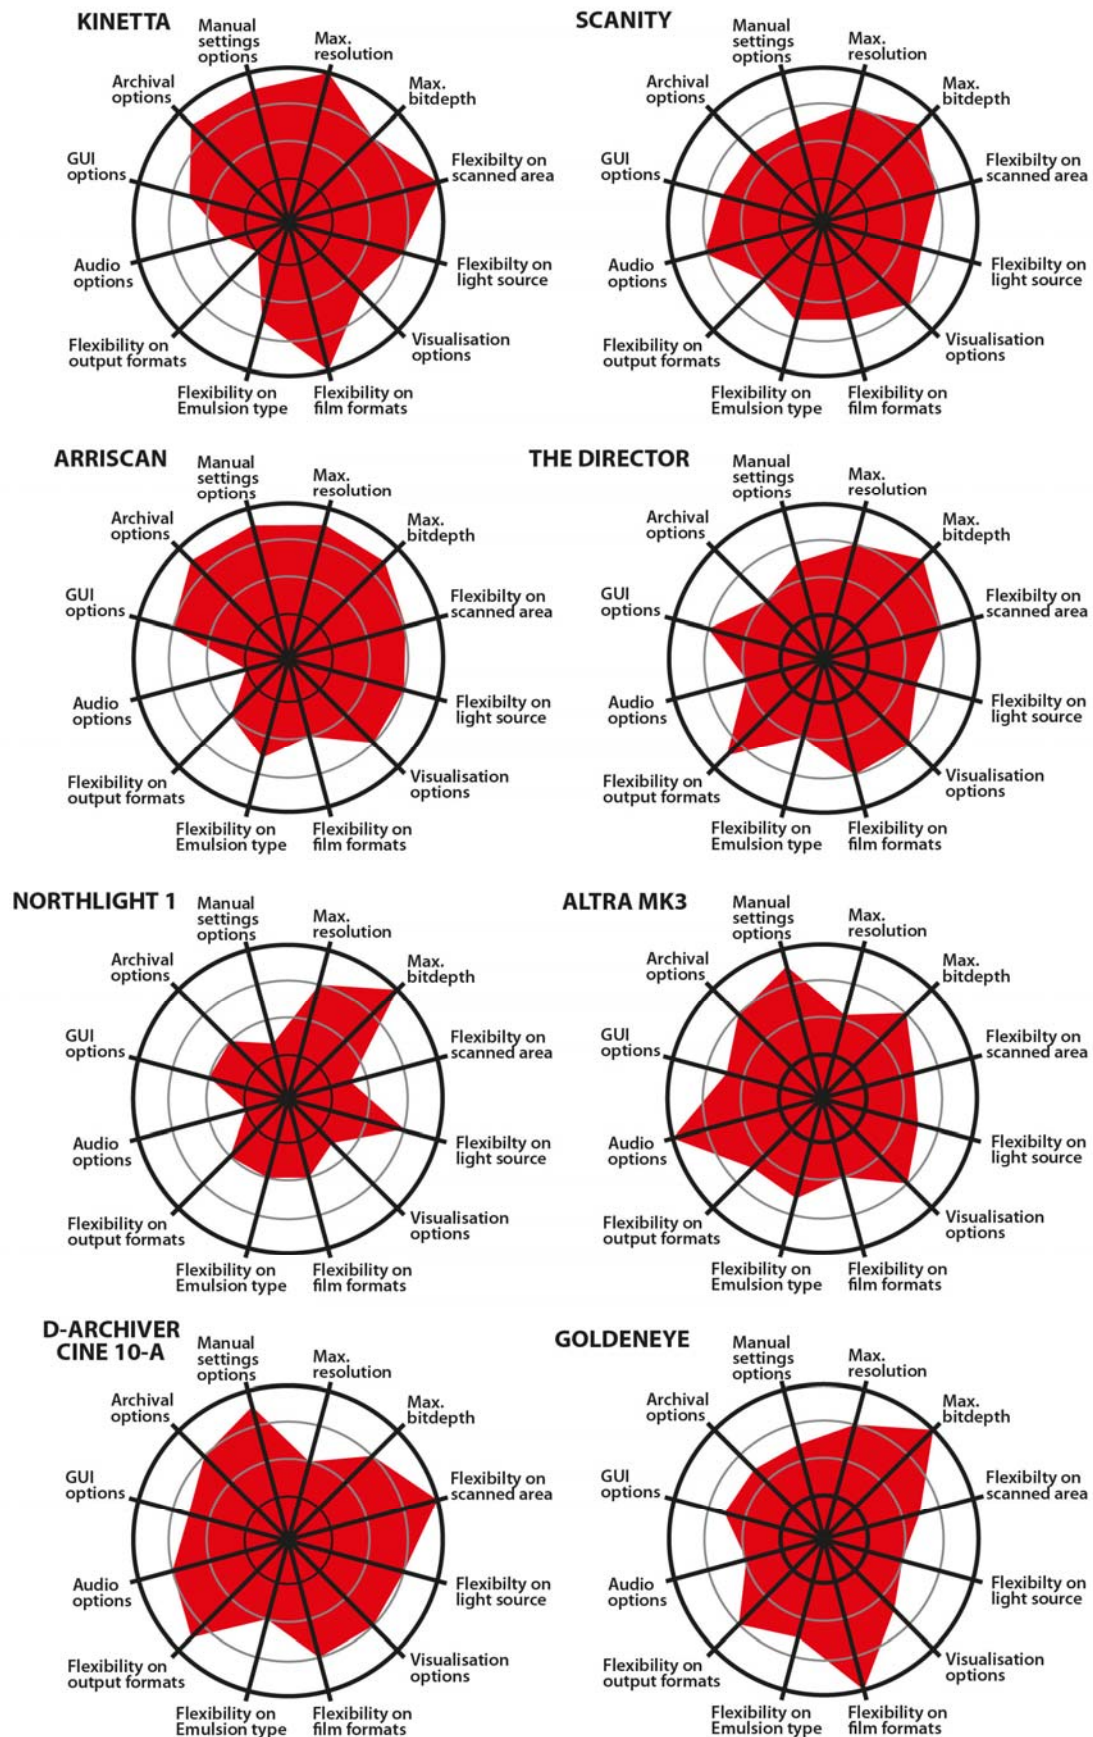 KINETTA
Manual
settings
options
Max.
resolution
Max.
bitdepth
Flexibilty on
scanned area
Flexibilty on
light source
Visualisation
options
Flexibility on
film formats
Flexibility on
Emulsion type
Flexibility on
output formats
Audio
options
GUI
options
Archival
options
SCANITY
Manual
settings
options
Max.
resolution
Max.
bitdepth
Flexibilty on
scanned area
Flexibilty on
light source
Visualisation
options
Flexibility on
film formats
Flexibility on
Emulsion type
Flexibility on
output formats
Audio
options
GUI
options
Archival
options
ARRISCAN
Manual
settings
options
Max.
resolution
Max.
bitdepth
Flexibilty on
scanned area
Flexibilty on
light source
Visualisation
options
Flexibility on
film formats
Flexibility on
Emulsion type
Flexibility on
output formats
Audio
options
GUI
options
Archival
options
THE DIRECTOR
Manual
settings
options
Max.
resolution
Max.
bitdepth
Flexibilty on
scanned area
Flexibilty on
light source
Visualisation
options
Flexibility on
film formats
Flexibility on
Emulsion type
Flexibility on
output formats
Audio
options
GUI
options
Archival
options
NORTHLIGHT 1
Manual
settings
options
Max.
resolution
Max.
bitdepth
Flexibilty on
scanned area
Flexibilty on
light source
Visualisation
options
Flexibility on
film formats
Flexibility on
Emulsion type
Flexibility on
output formats
Audio
options
GUI
options
Archival
options
ALTRA MK3
Manual
settings
options
Max.
resolution
Max.
bitdepth
Flexibilty on
scanned area
Flexibilty on
light source
Visualisation
options
Flexibility on
film formats
Flexibility on
Emulsion type
Flexibility on
output formats
Audio
options
GUI
options
Archival
options
D-ARCHIVER
CINE 10-A
Manual
settings
options
Max.
resolution
Max.
bitdepth
Flexibilty on
scanned area
Flexibilty on
light source
Visualisation
options
Flexibility on
film formats
Flexibility on
Emulsion type
Flexibility on
output formats
Audio
options
GUI
options
Archival
options
GOLDENEYE
Manual
settings
options
Max.
resolution
Max.
bitdepth
Flexibilty on
scanned area
Flexibilty on
light source
Visualisation
options
Flexibility on
film formats
Flexibility on
Emulsion type
Flexibility on
output formats
Audio
options
GUI
options
Archival
options